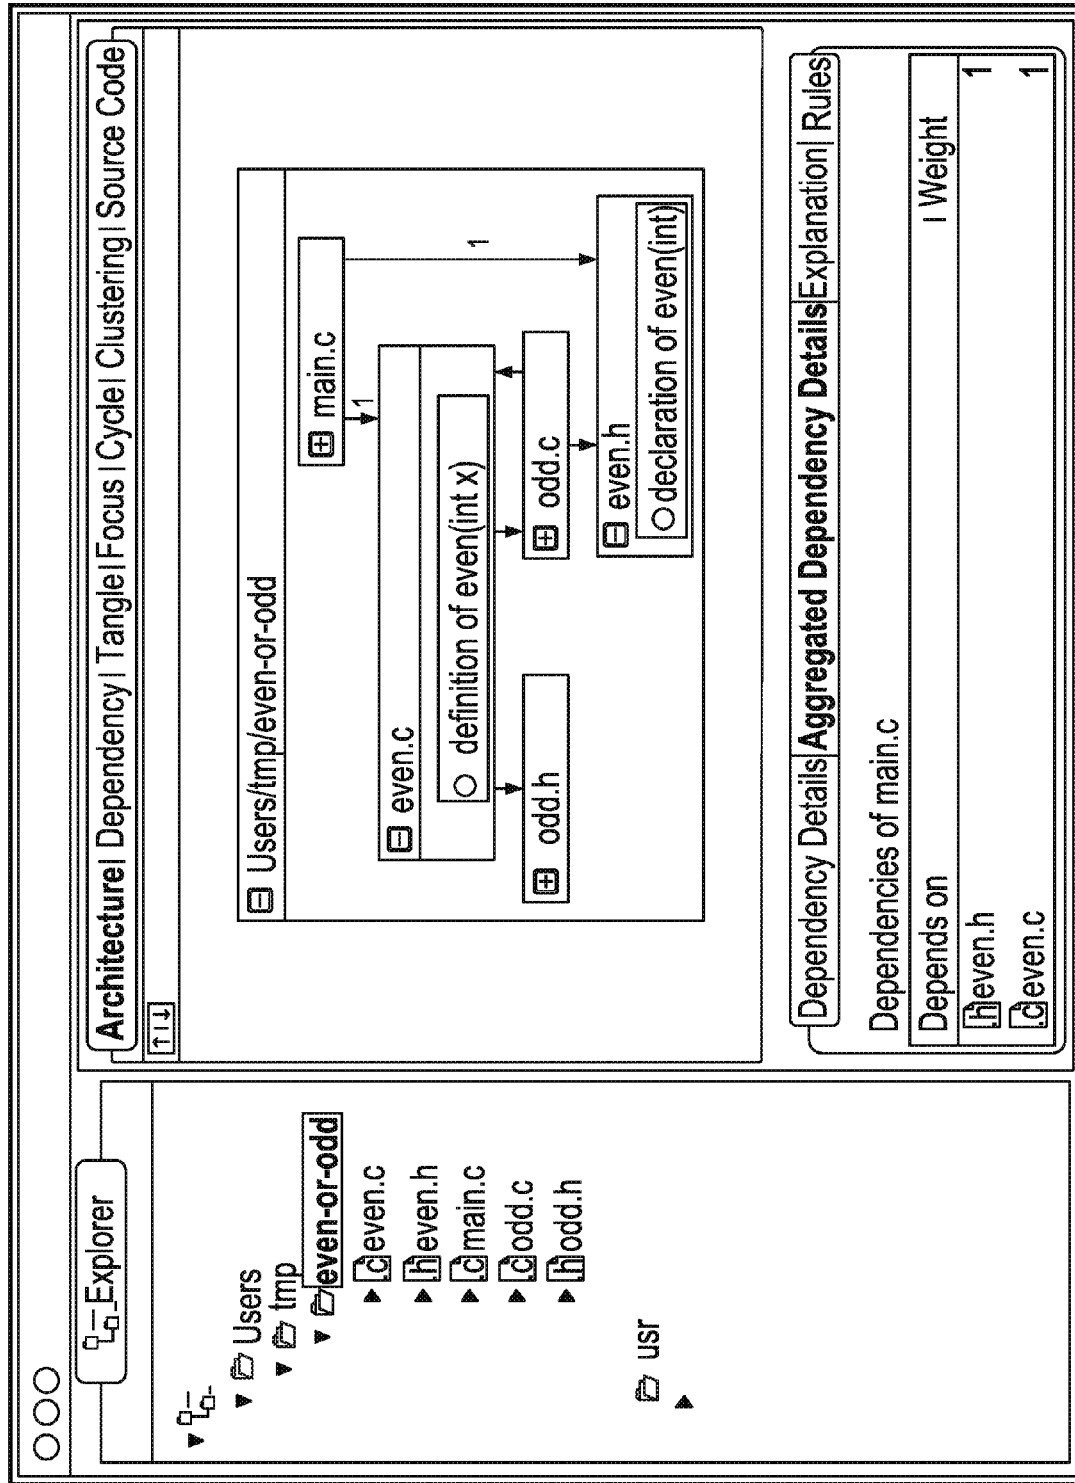 Explorer
Users
tmp
even-or-odd
.c even.c
.h even.h
.c main.c
.c odd.c
.h odd.h
usr
Architecture| Dependency| Tangle| Focus | Cycle| Clustering| Source Code
↑|↓
Users/tmp/even-or-odd
main.c
1
1
even.c
definition of even(int x)
odd.h
odd.c
even.h
declaration of even(int)
Dependency Details| Aggregated Dependency Details| Explanation| Rules
Dependencies of main.c
Depends on | Weight
.h even.h 1
.c even.c 1